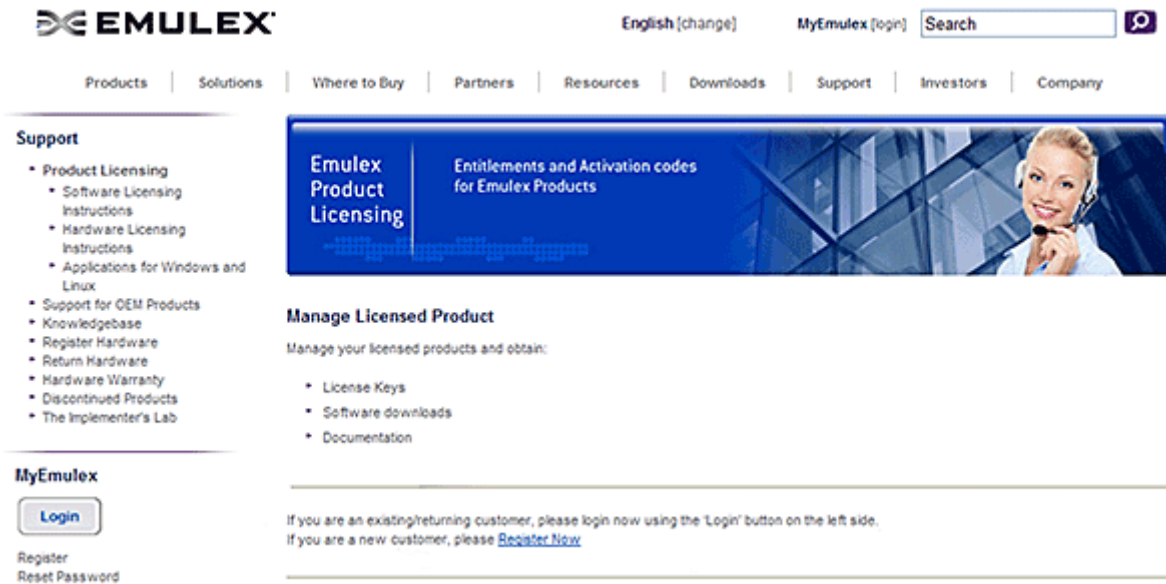 EMULEX
English [change]
MyEmulex [login]
Search
Products
Solutions
Where to Buy
Partners
Resources
Downloads
Support
Investors
Company
Support
Product Licensing
Software Licensing
Instructions
Hardware Licensing
Instructions
Applications for Windows and
Linux
Support for OEM Products
Knowledgebase
Register Hardware
Return Hardware
Hardware Warranty
Discontinued Products
The Implementer's Lab
MyEmulex
Login
Register
Reset Password
Emulex
Product
Licensing
Entitlements and Activation codes
for Emulex Products
Manage Licensed Product
Manage your licensed products and obtain:
License Keys
Software downloads
Documentation
If you are an existing/returning customer, please login now using the 'Login' button on the left side.
If you are a new customer, please Register Now